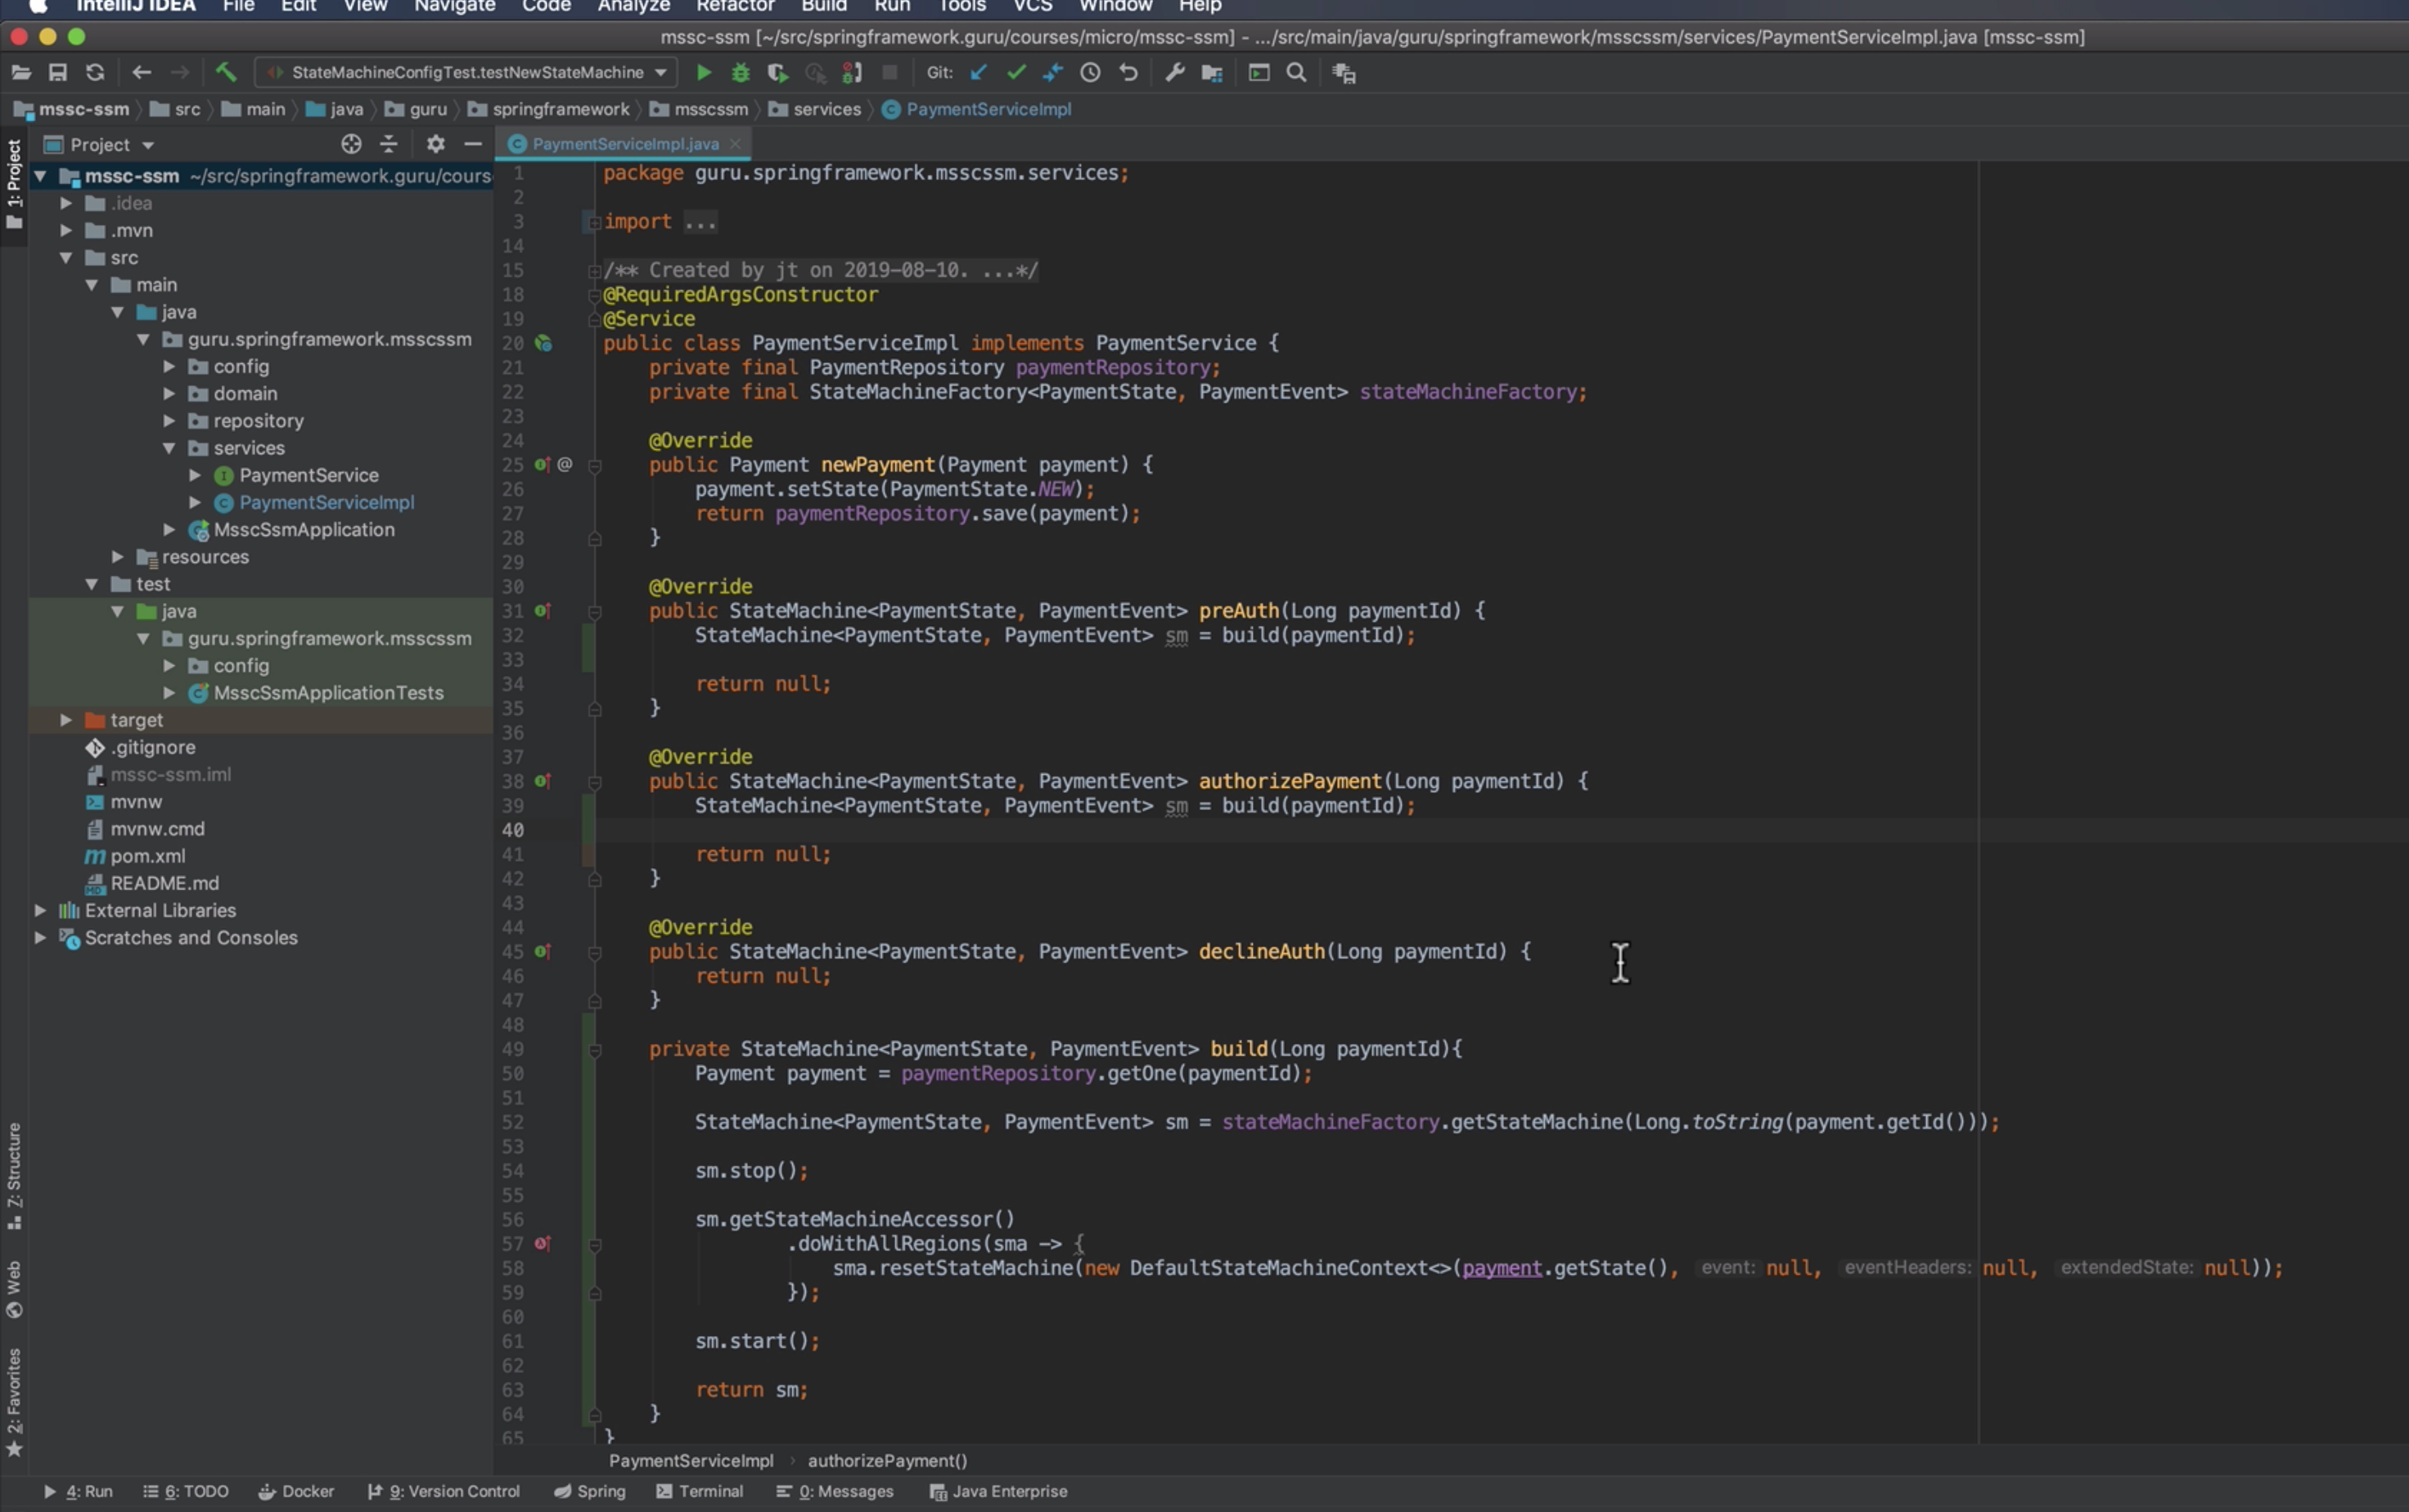 IntelliJ IDEA File Edit View Navigate Code Analyze Refactor Build Run Tools VCS Window Help
mssc-ssm [~/src/springframework.guru/courses/micro/mssc-ssm] - .../src/main/java/guru/springframework/msscssm/services/PaymentServiceImpl.java [mssc-ssm]
StateMachineConfigTest.testNewStateMachine Git:
mssc-ssm src main java guru springframework msscssm services PaymentServiceImpl
1: Project
Project
mssc-ssm ~/src/springframework.guru/cours
.idea
.mvn
src
main
java
guru.springframework.msscssm
config
domain
repository
services
PaymentService
PaymentServiceImpl
MsscSsmApplication
resources
test
java
guru.springframework.msscssm
config
MsscSsmApplicationTests
target
.gitignore
mssc-ssm.iml
mvnw
mvnw.cmd
pom.xml
README.md
External Libraries
Scratches and Consoles
Z: Structure
Web
2: Favorites
PaymentServiceImpl.java
1 package guru.springframework.msscssm.services;
2
3 import ...
14
15 /** Created by jt on 2019-08-10. ...*/
18 @RequiredArgsConstructor
19 @Service
20 public class PaymentServiceImpl implements PaymentService {
21 private final PaymentRepository paymentRepository;
22 private final StateMachineFactory<PaymentState, PaymentEvent> stateMachineFactory;
23
24 @Override
25 @ public Payment newPayment(Payment payment) {
26 payment.setState(PaymentState.NEW);
27 return paymentRepository.save(payment);
28 }
29
30 @Override
31 public StateMachine<PaymentState, PaymentEvent> preAuth(Long paymentId) {
32 StateMachine<PaymentState, PaymentEvent> sm = build(paymentId);
33
34 return null;
35 }
36
37 @Override
38 public StateMachine<PaymentState, PaymentEvent> authorizePayment(Long paymentId) {
39 StateMachine<PaymentState, PaymentEvent> sm = build(paymentId);
40
41 return null;
42 }
43
44 @Override
45 public StateMachine<PaymentState, PaymentEvent> declineAuth(Long paymentId) {
46 return null;
47 }
48
49 private StateMachine<PaymentState, PaymentEvent> build(Long paymentId){
50 Payment payment = paymentRepository.getOne(paymentId);
51
52 StateMachine<PaymentState, PaymentEvent> sm = stateMachineFactory.getStateMachine(Long.toString(payment.getId()));
53
54 sm.stop();
55
56 sm.getStateMachineAccessor()
57 .doWithAllRegions(sma -> {
58 sma.resetStateMachine(new DefaultStateMachineContext<>(payment.getState(), event: null, eventHeaders: null, extendedState: null));
59 });
60
61 sm.start();
62
63 return sm;
64 }
65 }
PaymentServiceImpl › authorizePayment()
4: Run 6: TODO Docker 9: Version Control Spring Terminal 0: Messages Java Enterprise